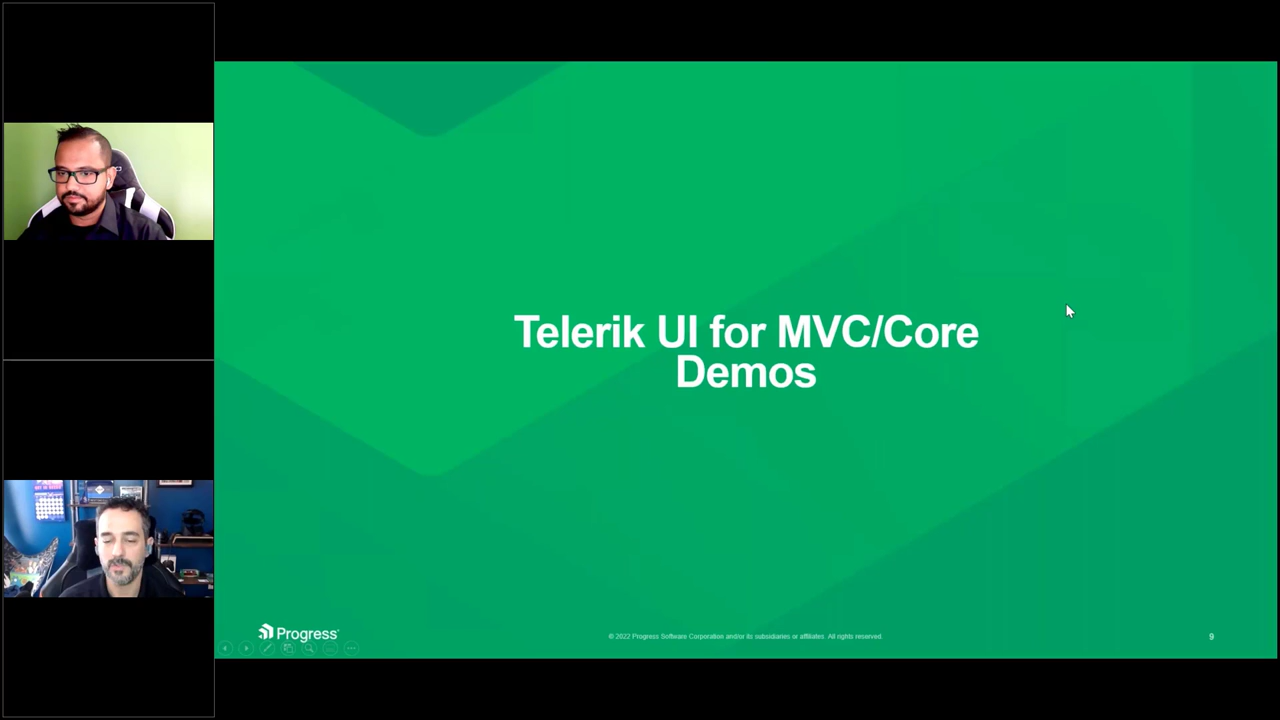 Telerik UI for MVC/Core
Demos
Progress®
© 2022 Progress Software Corporation and/or its subsidiaries or affiliates. All rights reserved.
9